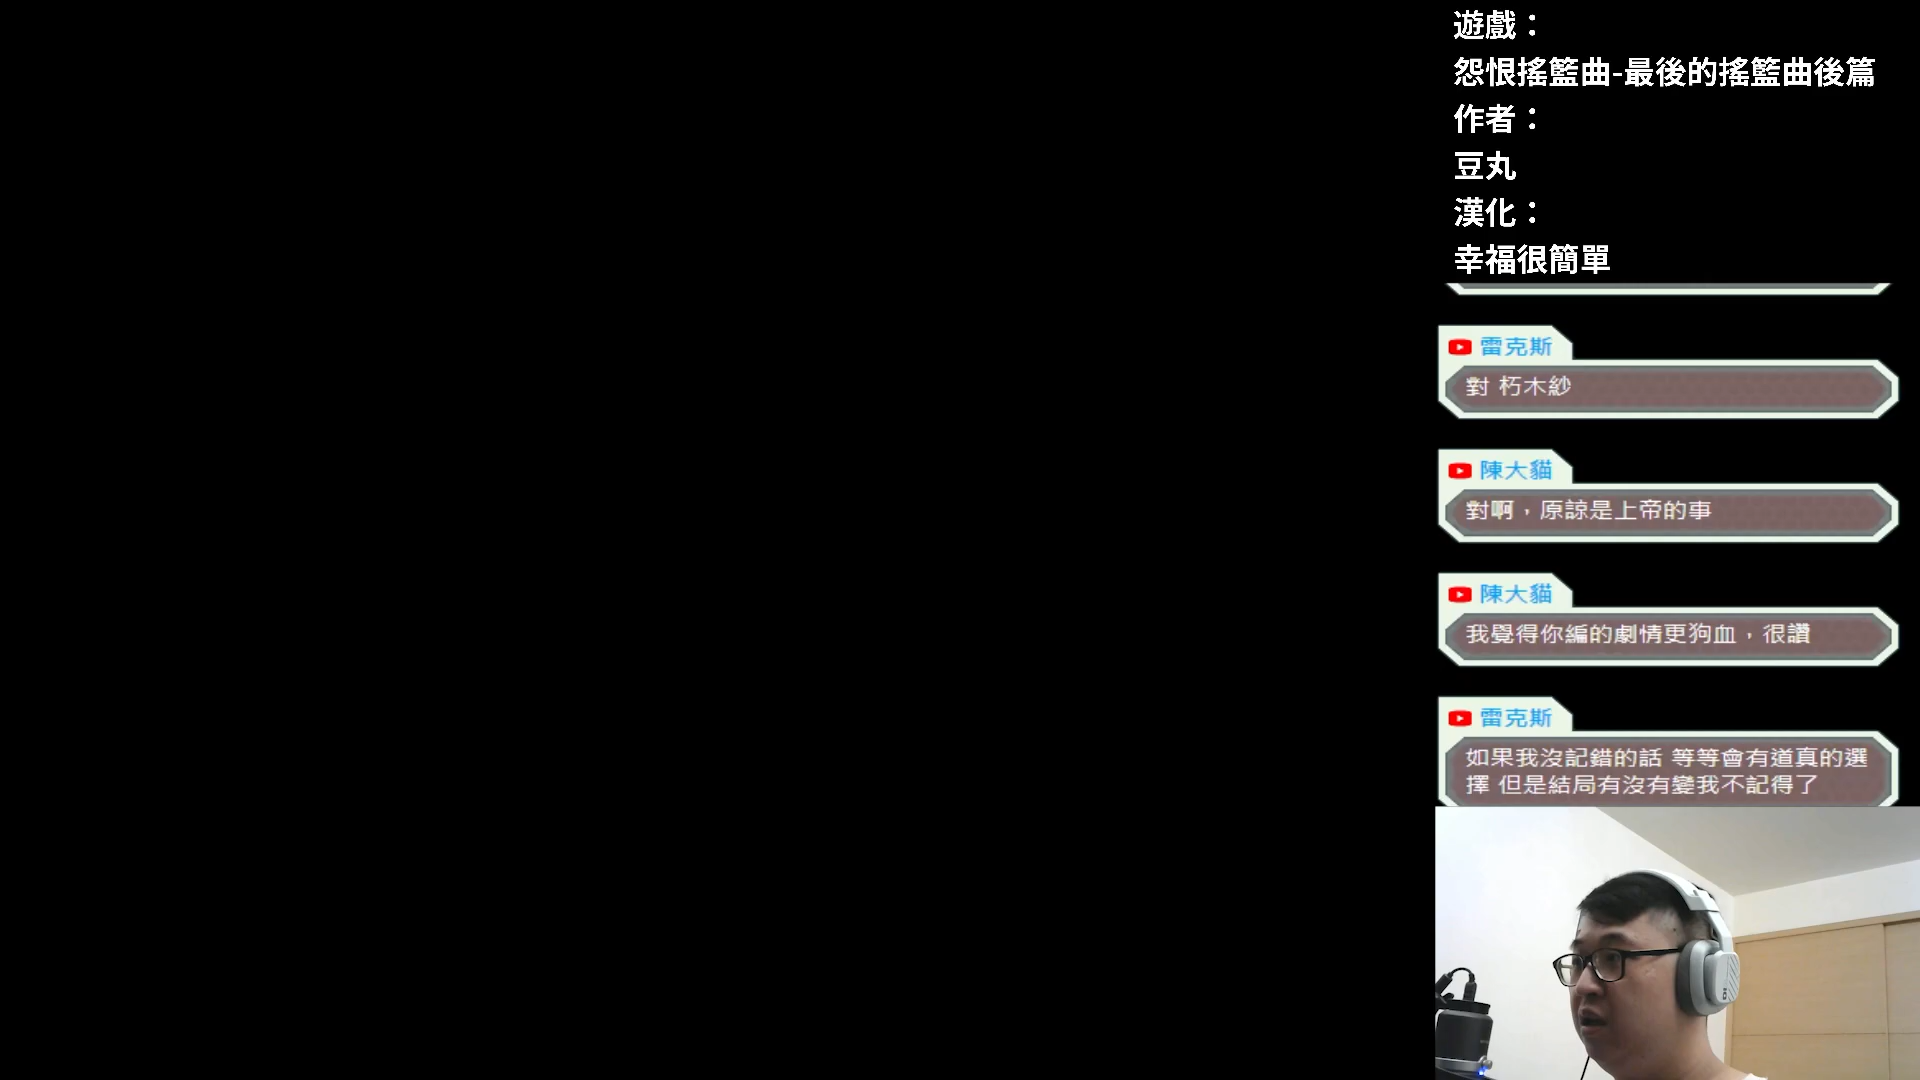 遊戲：
怨恨搖籃曲-最後的搖籃曲後篇
作者：
豆丸
漢化：
幸福很簡單
雷克斯
對 朽木紗
陳大貓
對啊，原諒是上帝的事
陳大貓
我覺得你編的劇情更狗血，很讚
雷克斯
如果我沒記錯的話 等等會有道真的選
擇 但是結局有沒有變我不記得了